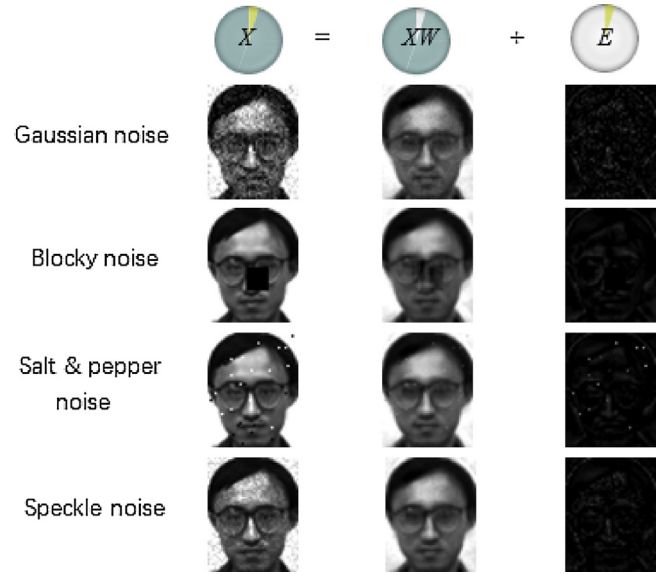 X = XW + E
Gaussian noise
Blocky noise
Salt & pepper
noise
Speckle noise